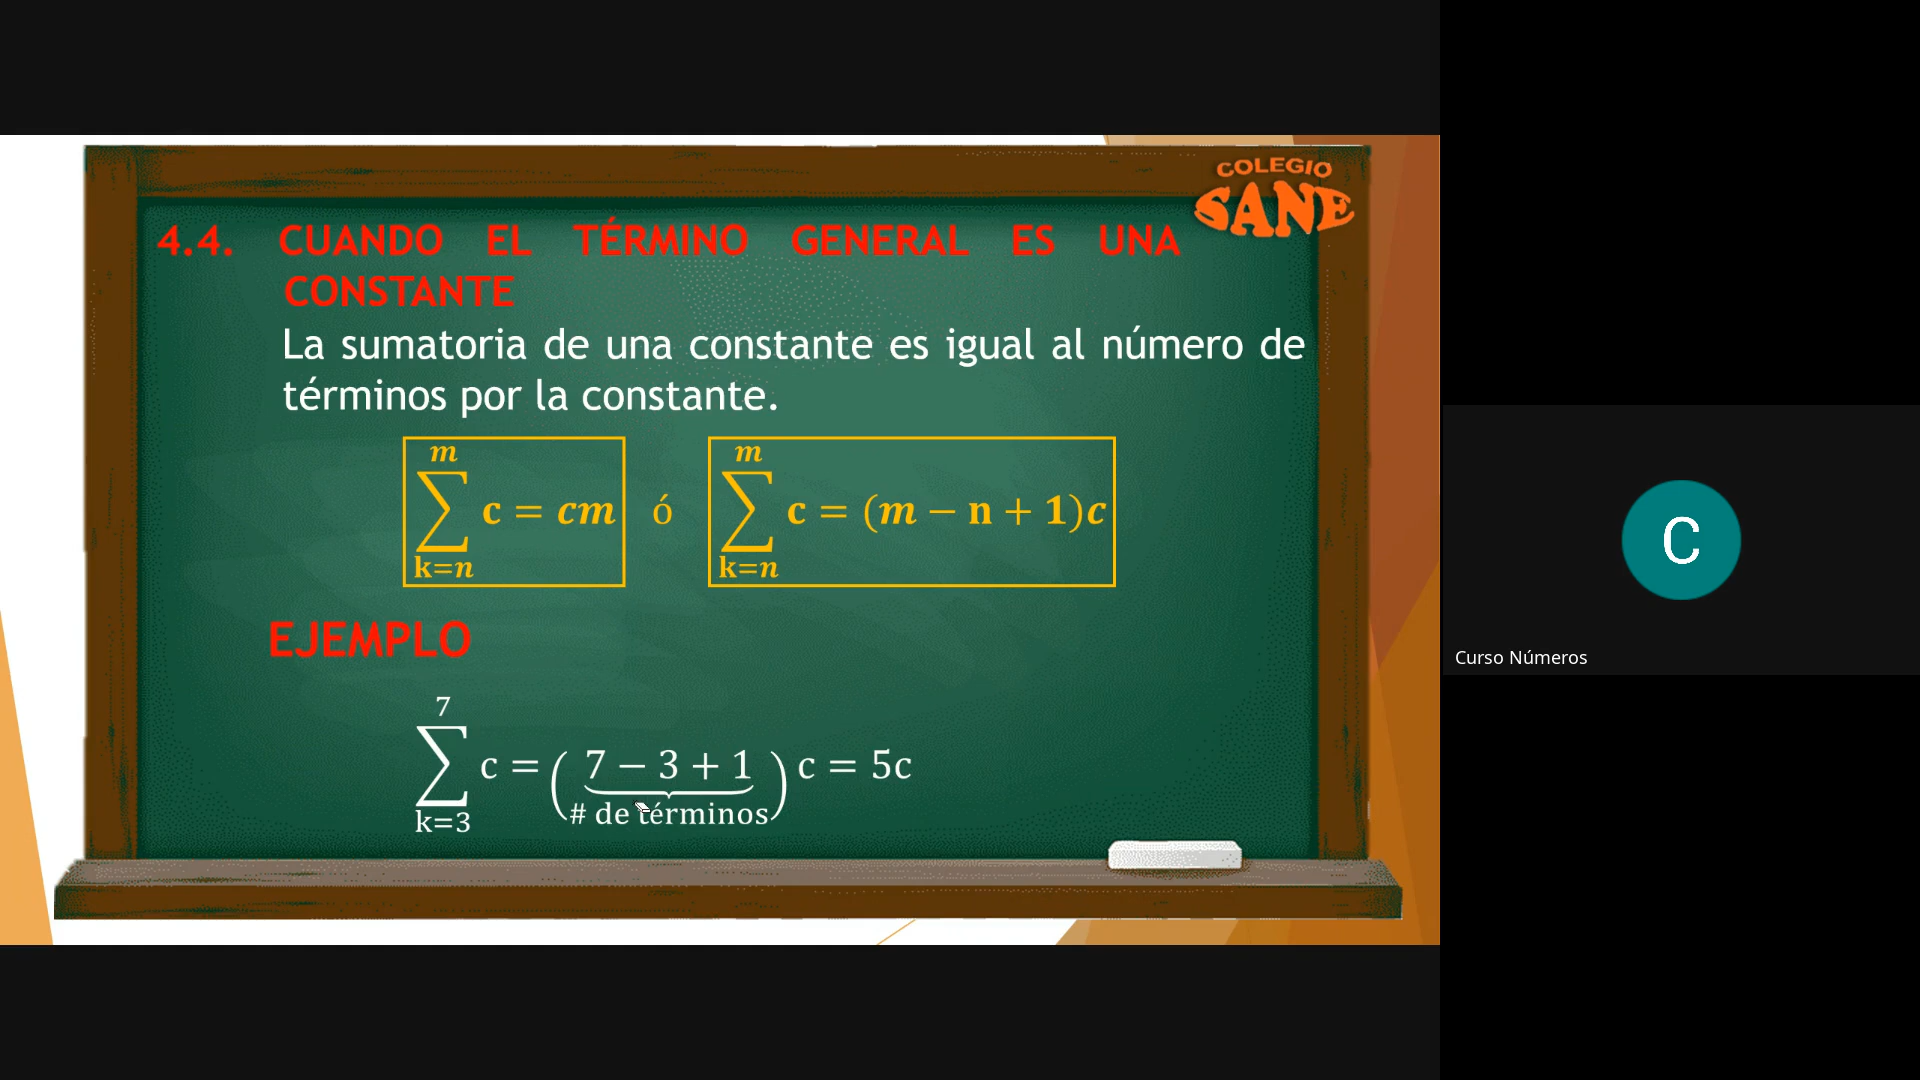 COLEGIO
SANE
4.4. CUANDO EL TÉRMINO GENERAL ES UNA
CONSTANTE
La sumatoria de una constante es igual al número de
términos por la constante.
m
∑ c = cm
k=n
ó
m
∑ c = (m − n + 1)c
k=n
EJEMPLO
7
∑ c = (7 − 3 + 1) c = 5c
k=3
# de términos
C
Curso Números